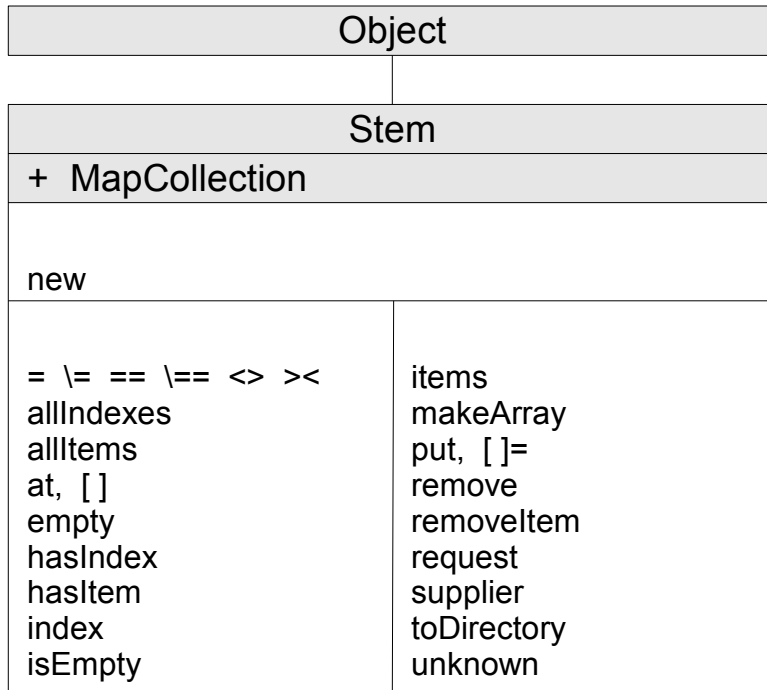 Object
Stem
+ MapCollection
new
= \= == \== <> ><
allIndexes
allItems
at, [ ]
empty
hasIndex
hasItem
index
isEmpty
items
makeArray
put, [ ]=
remove
removeItem
request
supplier
toDirectory
unknown